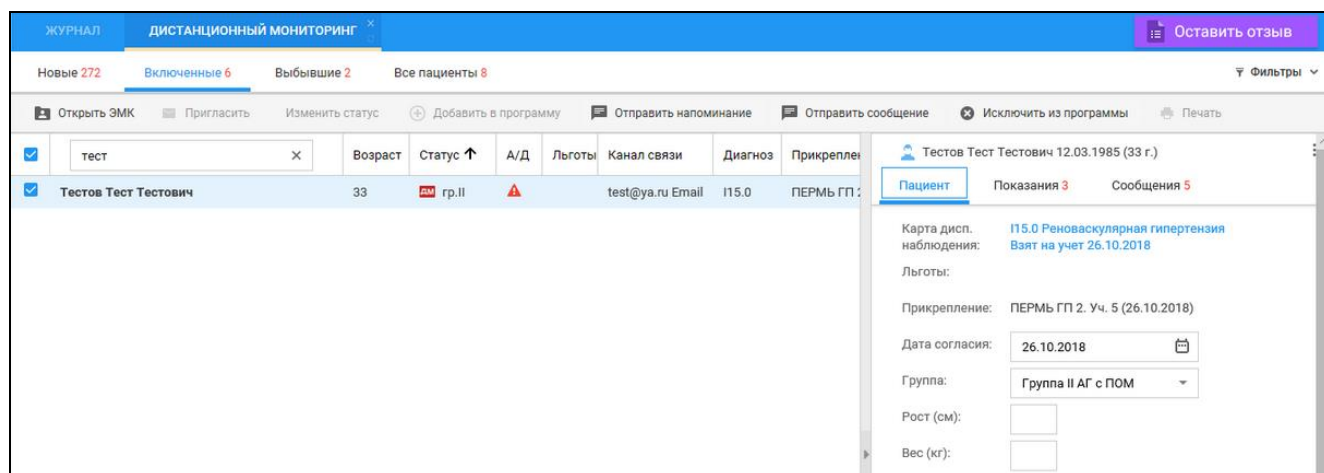 ЖУРНАЛ ДИСТАНЦИОННЫЙ МОНИТОРИНГ Оставить отзыв
Новые 272 Включенные 6 Выбывшие 2 Все пациенты 8 Фильтры
Открыть ЭМК Пригласить Изменить статус Добавить в программу Отправить напоминание Отправить сообщение Исключить из программы Печать
тест Возраст Статус А/Д Льготы Канал связи Диагноз Прикреплен
Тестов Тест Тестович 33 ДМ гр.II test@ya.ru Email I15.0 ПЕРМЬ ГП 2
Тестов Тест Тестович 12.03.1985 (33 г.)
Пациент Показания 3 Сообщения 5
Карта дисп. I15.0 Реноваскулярная гипертензия
наблюдения: Взят на учет 26.10.2018
Льготы:
Прикрепление: ПЕРМЬ ГП 2. Уч. 5 (26.10.2018)
Дата согласия: 26.10.2018
Группа: Группа II АГ с ПОМ
Рост (см):
Вес (кг):